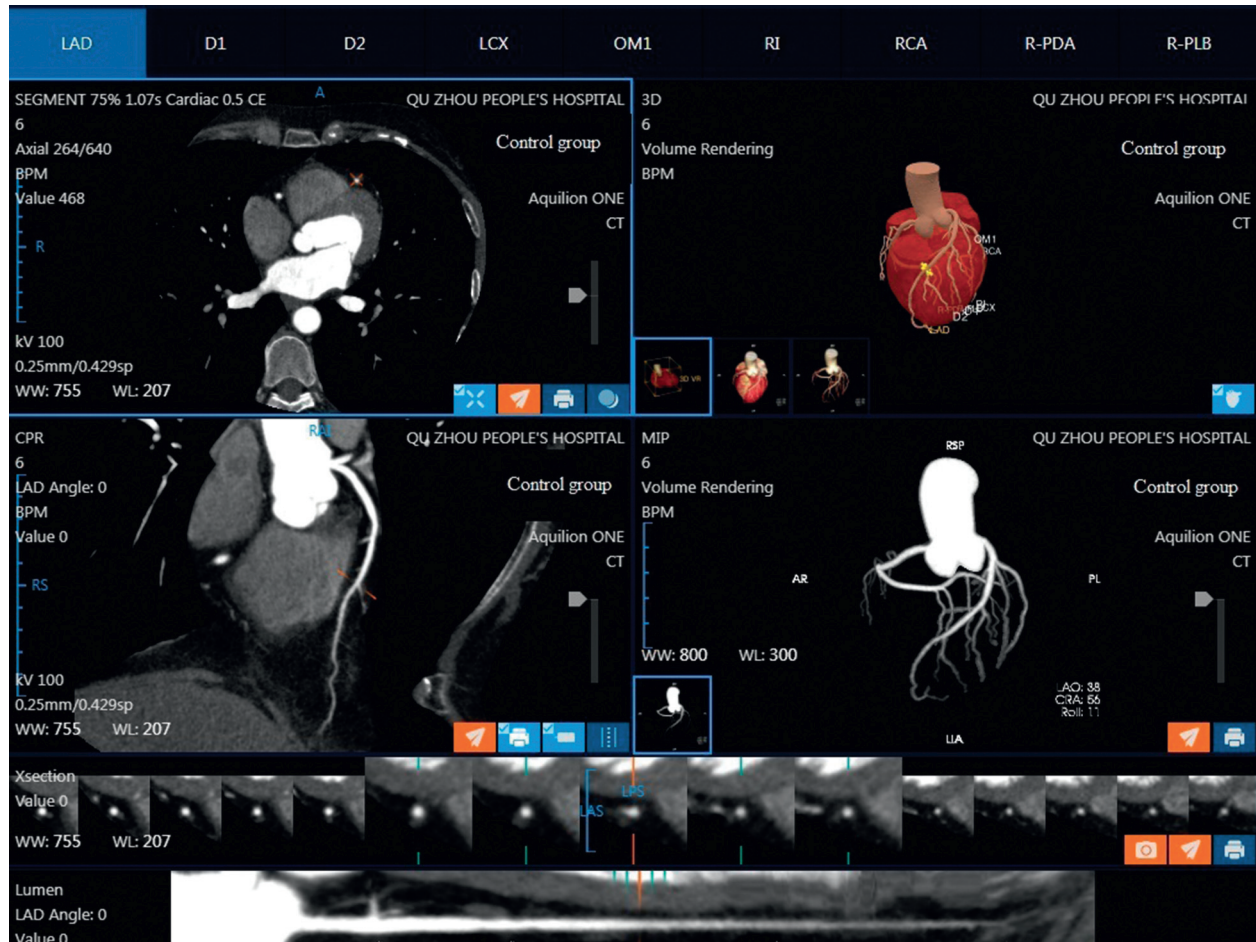 LAD D1 D2 LCX OM1 RI RCA R-PDA R-PLB
SEGMENT 75% 1.07s Cardiac 0.5 CE
A
QU ZHOU PEOPLE'S HOSPITAL
6
Control group
Axial 264/640
BPM
Value 468
Aquilion ONE
CT
R
kV 100
0.25mm/0.429sp
WW: 755 WL: 207
3D
QU ZHOU PEOPLE'S HOSPITAL
6
Control group
Volume Rendering
BPM
Aquilion ONE
CT
OM1
RCA
D2
LAD
3D VR
CPR
QU ZHOU PEOPLE'S HOSPITAL
6
Control group
LAD Angle: 0
BPM
Value 0
Aquilion ONE
CT
RS
kV 100
0.25mm/0.429sp
WW: 755 WL: 207
MIP
QU ZHOU PEOPLE'S HOSPITAL
6
Control group
Volume Rendering
BPM
Aquilion ONE
CT
AR
PL
WW: 800 WL: 300
LAO: 38
CRA: 56
Roll: 11
Xsection
Value 0
LPS
LAS
WW: 755 WL: 207
Lumen
LAD Angle: 0
Value 0